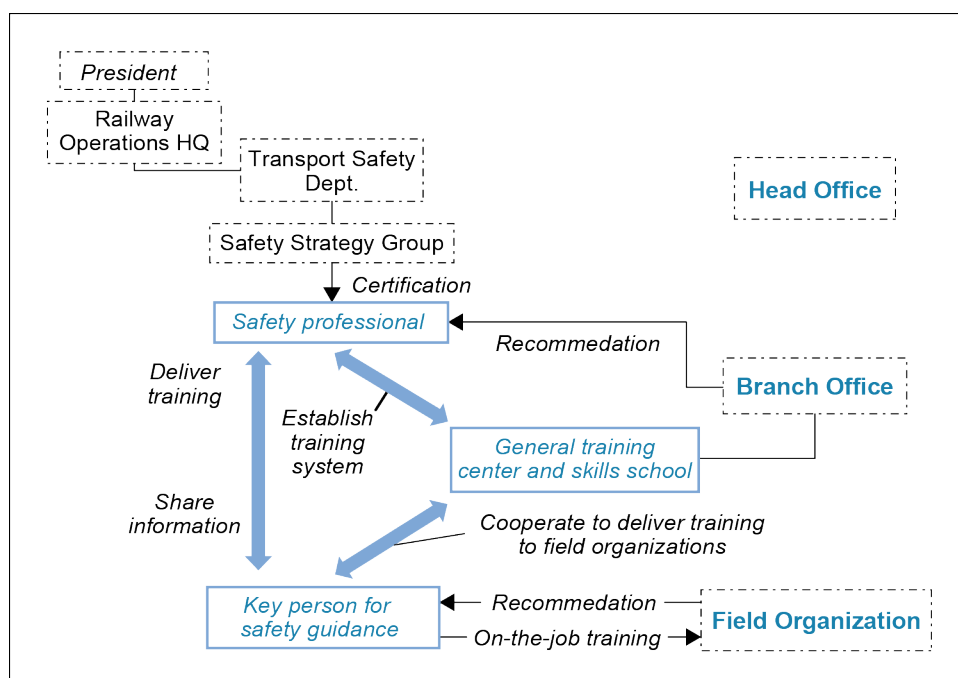 President
Railway
Operations HQ
Transport Safety
Dept.
Head Office
Safety Strategy Group
Certification
Safety professional
Recommedation
Deliver
training
Branch Office
Establish
training
system
General training
center and skills school
Share
information
Cooperate to deliver training
to field organizations
Key person for
safety guidance
Recommedation
On-the-job training
Field Organization